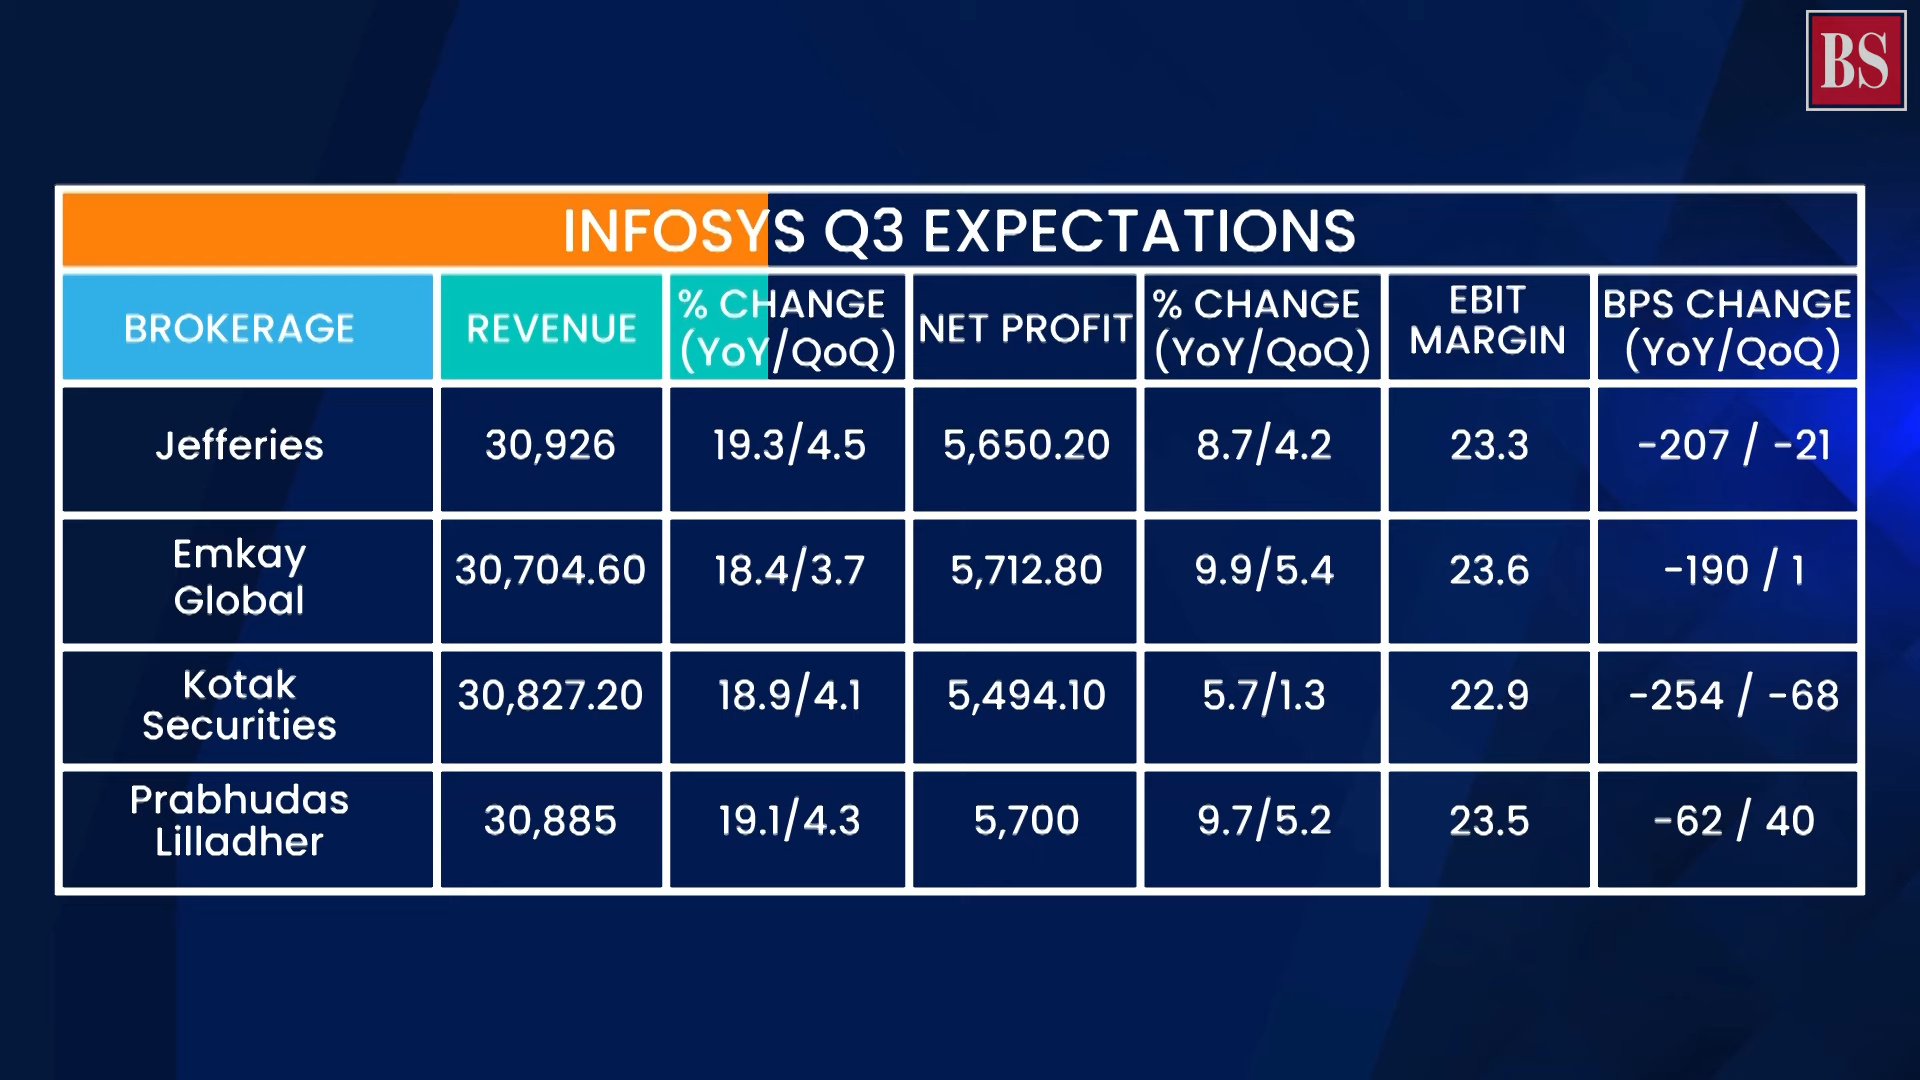 BS
INFOSYS Q3 EXPECTATIONS
BROKERAGE REVENUE % CHANGE (YoY/QoQ) NET PROFIT % CHANGE (YoY/QoQ) EBIT MARGIN BPS CHANGE (YoY/QoQ)
Jefferies 30,926 19.3/4.5 5,650.20 8.7/4.2 23.3 -207 / -21
Emkay Global 30,704.60 18.4/3.7 5,712.80 9.9/5.4 23.6 -190 / 1
Kotak Securities 30,827.20 18.9/4.1 5,494.10 5.7/1.3 22.9 -254 / -68
Prabhudas Lilladher 30,885 19.1/4.3 5,700 9.7/5.2 23.5 -62 / 40